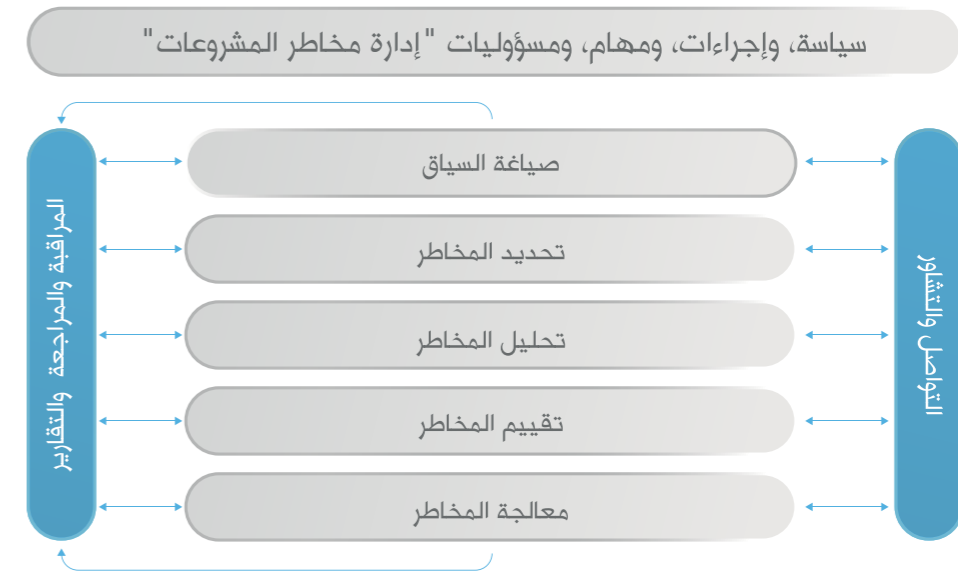 سياسة، وإجراءات، ومهام، ومسؤوليات "إدارة مخاطر المشروعات"
التواصل والتشاور
صياغة السياق
تحديد المخاطر
تحليل المخاطر
تقييم المخاطر
معالجة المخاطر
المراقبة والمراجعة والتقارير